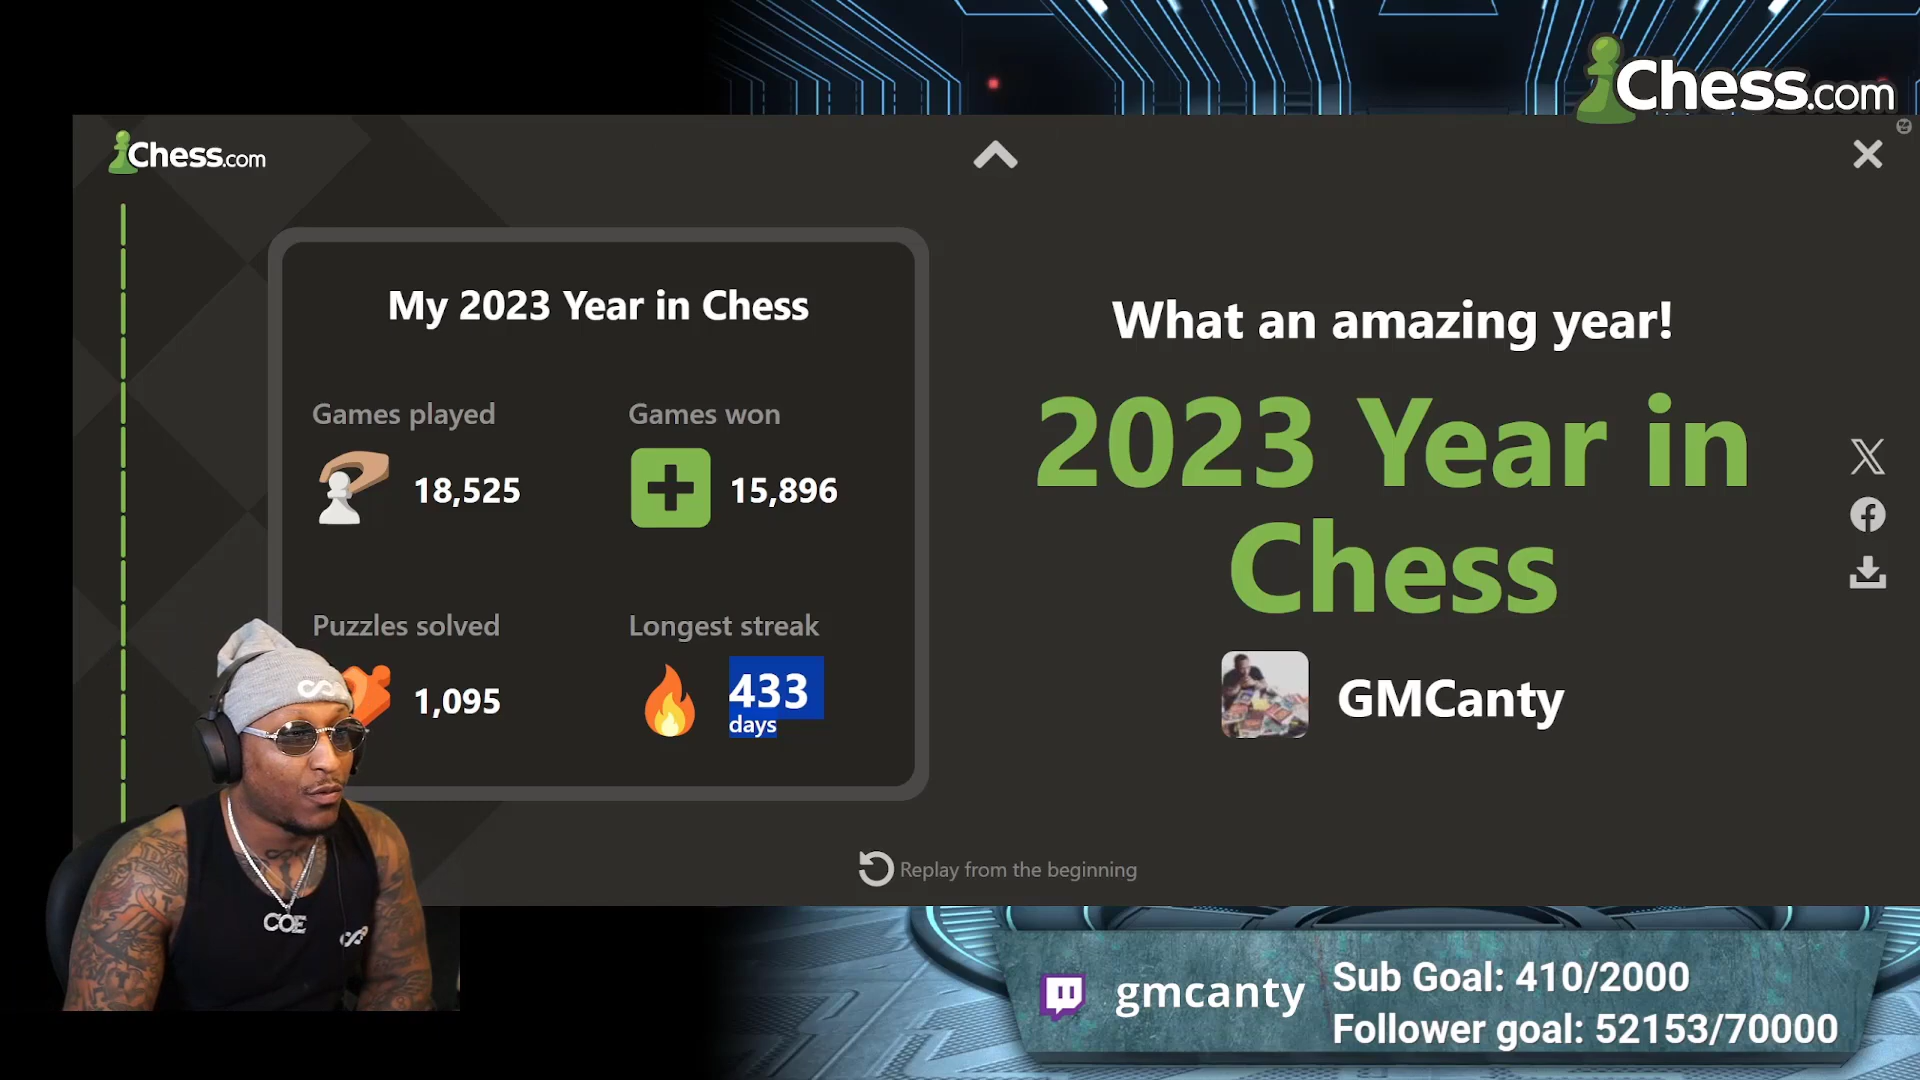 Chess.com
Chess.com
My 2023 Year in Chess
Games played
18,525
Games won
15,896
Puzzles solved
1,095
Longest streak
433
days
What an amazing year!
2023 Year in
Chess
GMCanty
Replay from the beginning
COE
gmcanty
Sub Goal: 410/2000
Follower goal: 52153/70000